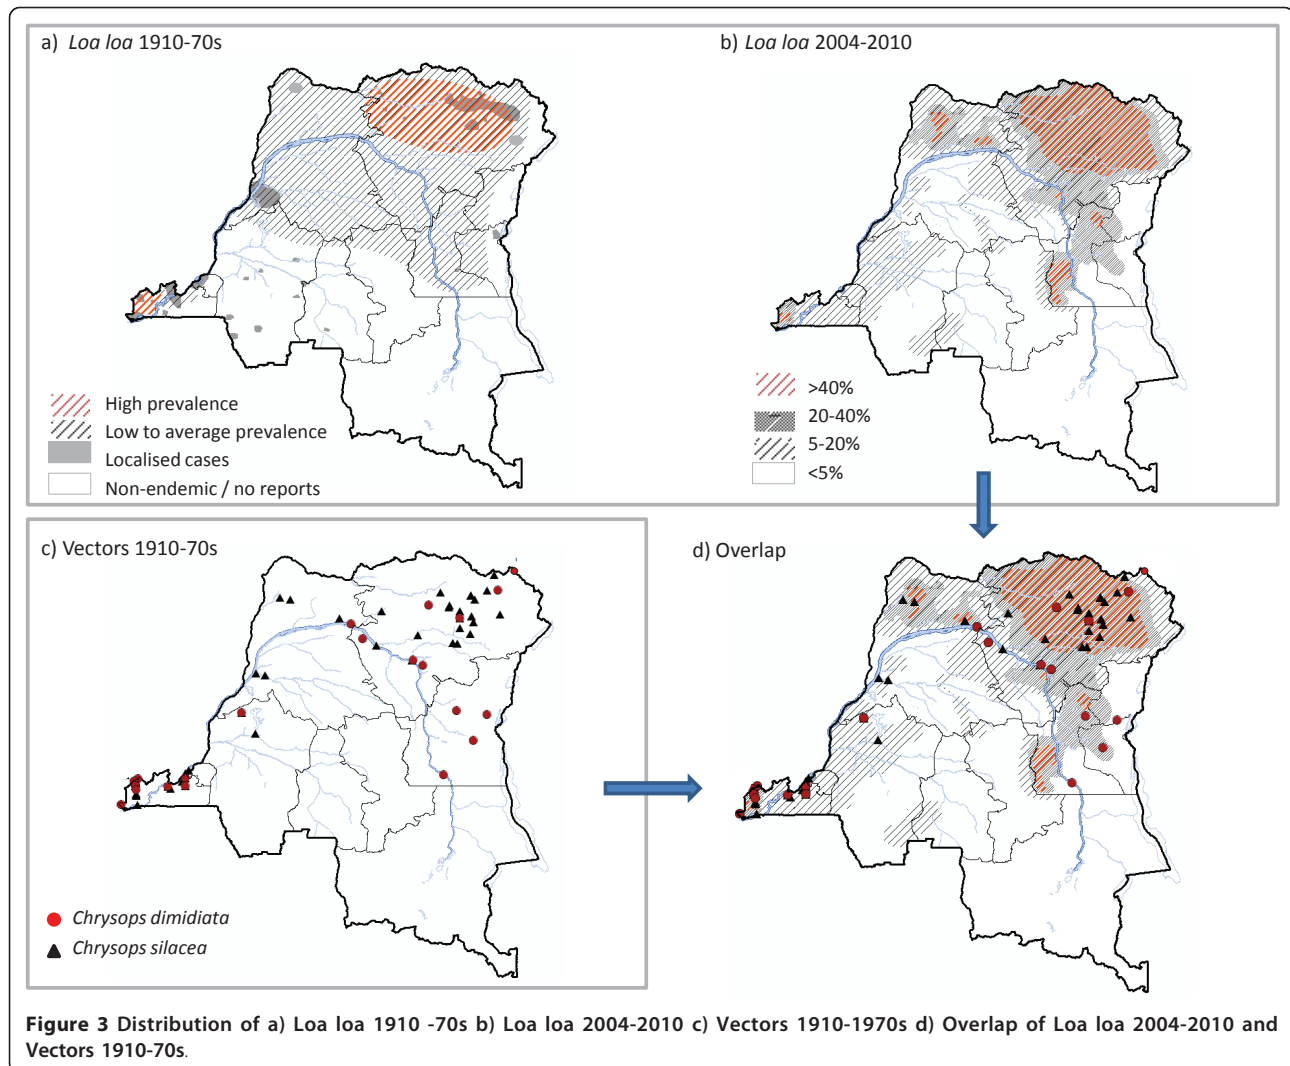 a) Loa loa 1910-70s
b) Loa loa 2004-2010
High prevalence
Low to average prevalence
Localised cases
Non-endemic / no reports
>40%
20-40%
5-20%
<5%
c) Vectors 1910-70s
d) Overlap
Chrysops dimidiata
Chrysops silacea
Figure 3 Distribution of a) Loa loa 1910 -70s b) Loa loa 2004-2010 c) Vectors 1910-1970s d) Overlap of Loa loa 2004-2010 and
Vectors 1910-70s.